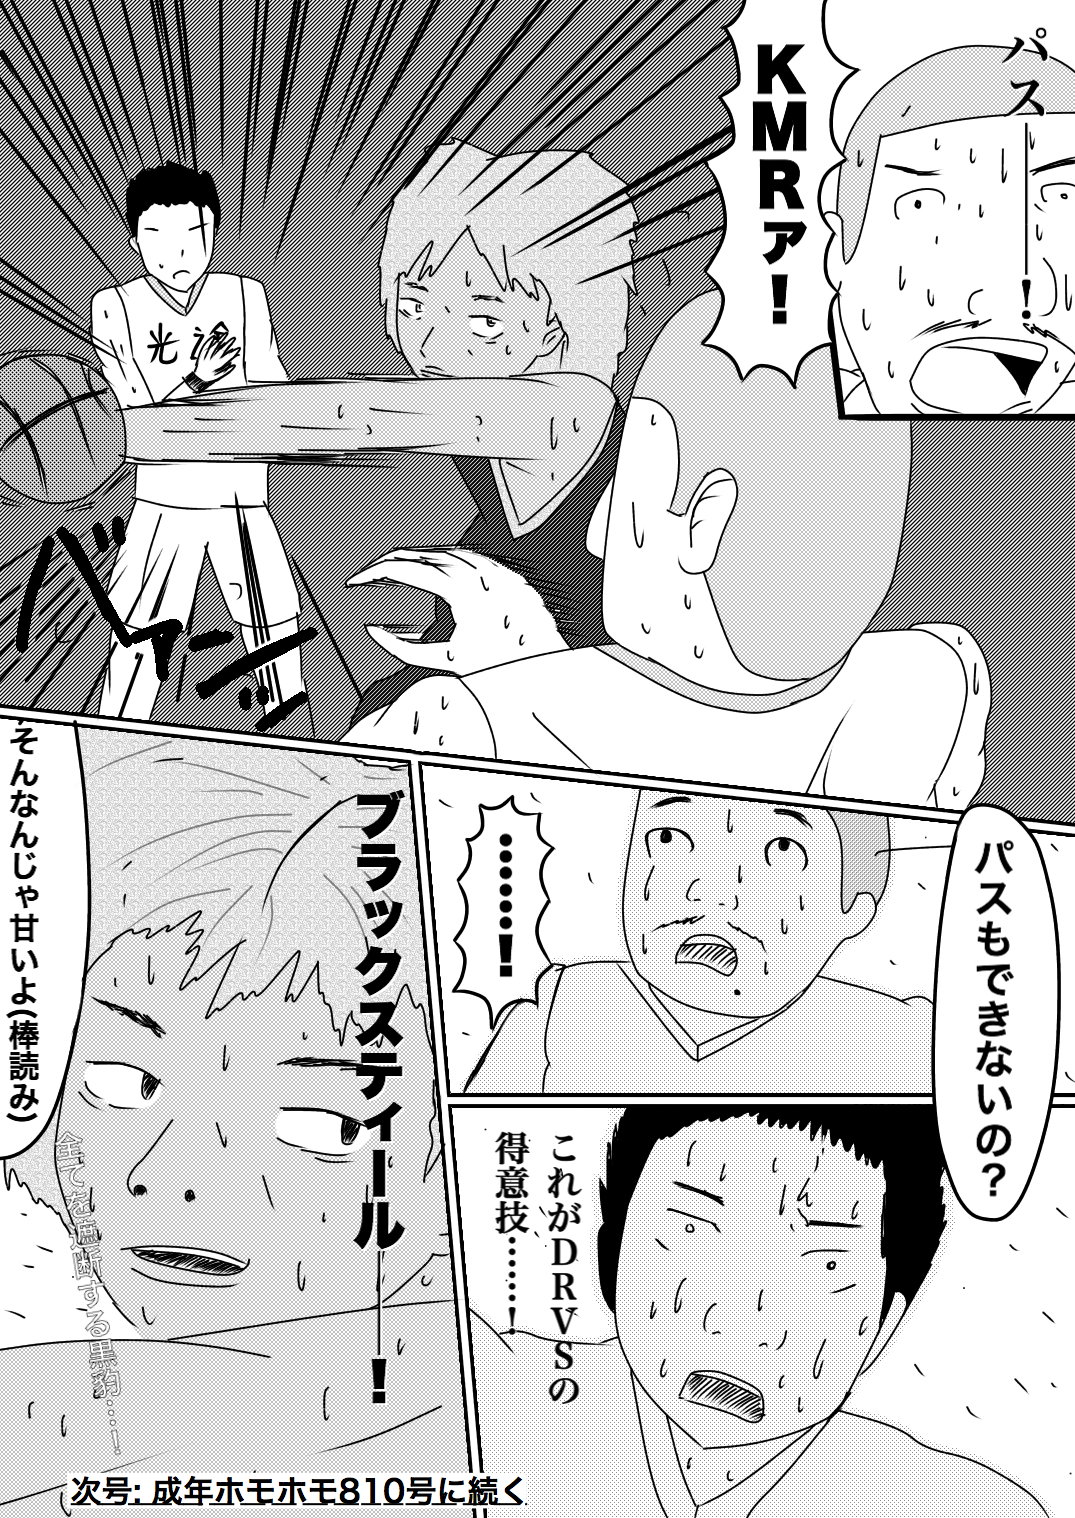 パス――！
KMRァ！
光
バァーン
パスもできないの？
……！
これがDRVSの
得意技……！
ブラックスティール――！
そんなんじゃ甘いよ(棒読み)
全てを遮断する黒豹…！
次号: 成年ホモホモ810号に続く